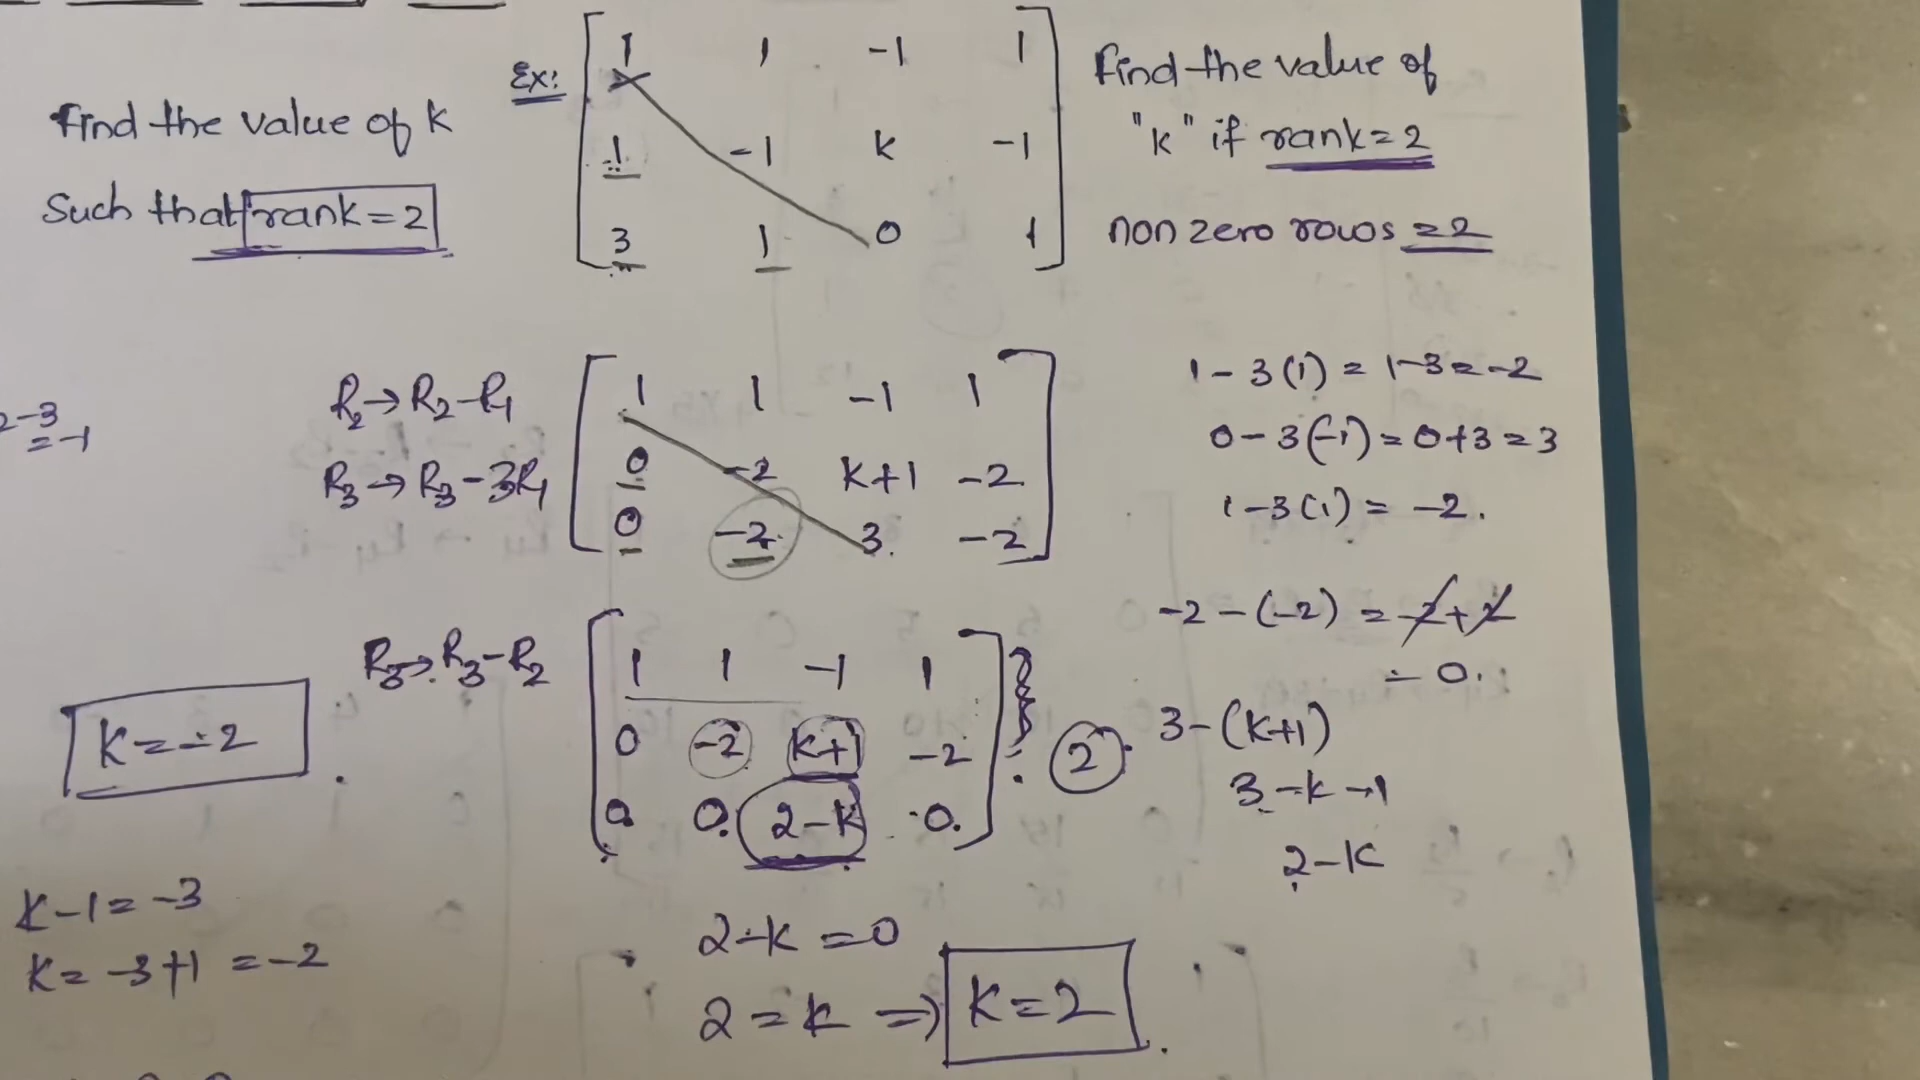 Find the value of k
Such that rank=2
2-3
=-1
K=-2
K-1=-3
K=-3+1=-2
Ex:
1 1 -1 1
1 -1 k -1
3 1 0 1
Find the value of
"k" if rank=2
non zero rows=2
R2→R2-R1
R3→R3-3R1
1 1 -1 1
0 -2 k+1 -2
0 -2 3 -2
1-3(1)=1-3=-2
0-3(-1)=0+3=3
1-3(1)=-2.
R3→R3-R2
1 1 -1 1
0 -2 k+1 -2
0 0 2-k 0
2
-2-(-2)=-2+2
=0.
3-(k+1)
3-k-1
2-k
2-k=0
2=k⇒ K=2